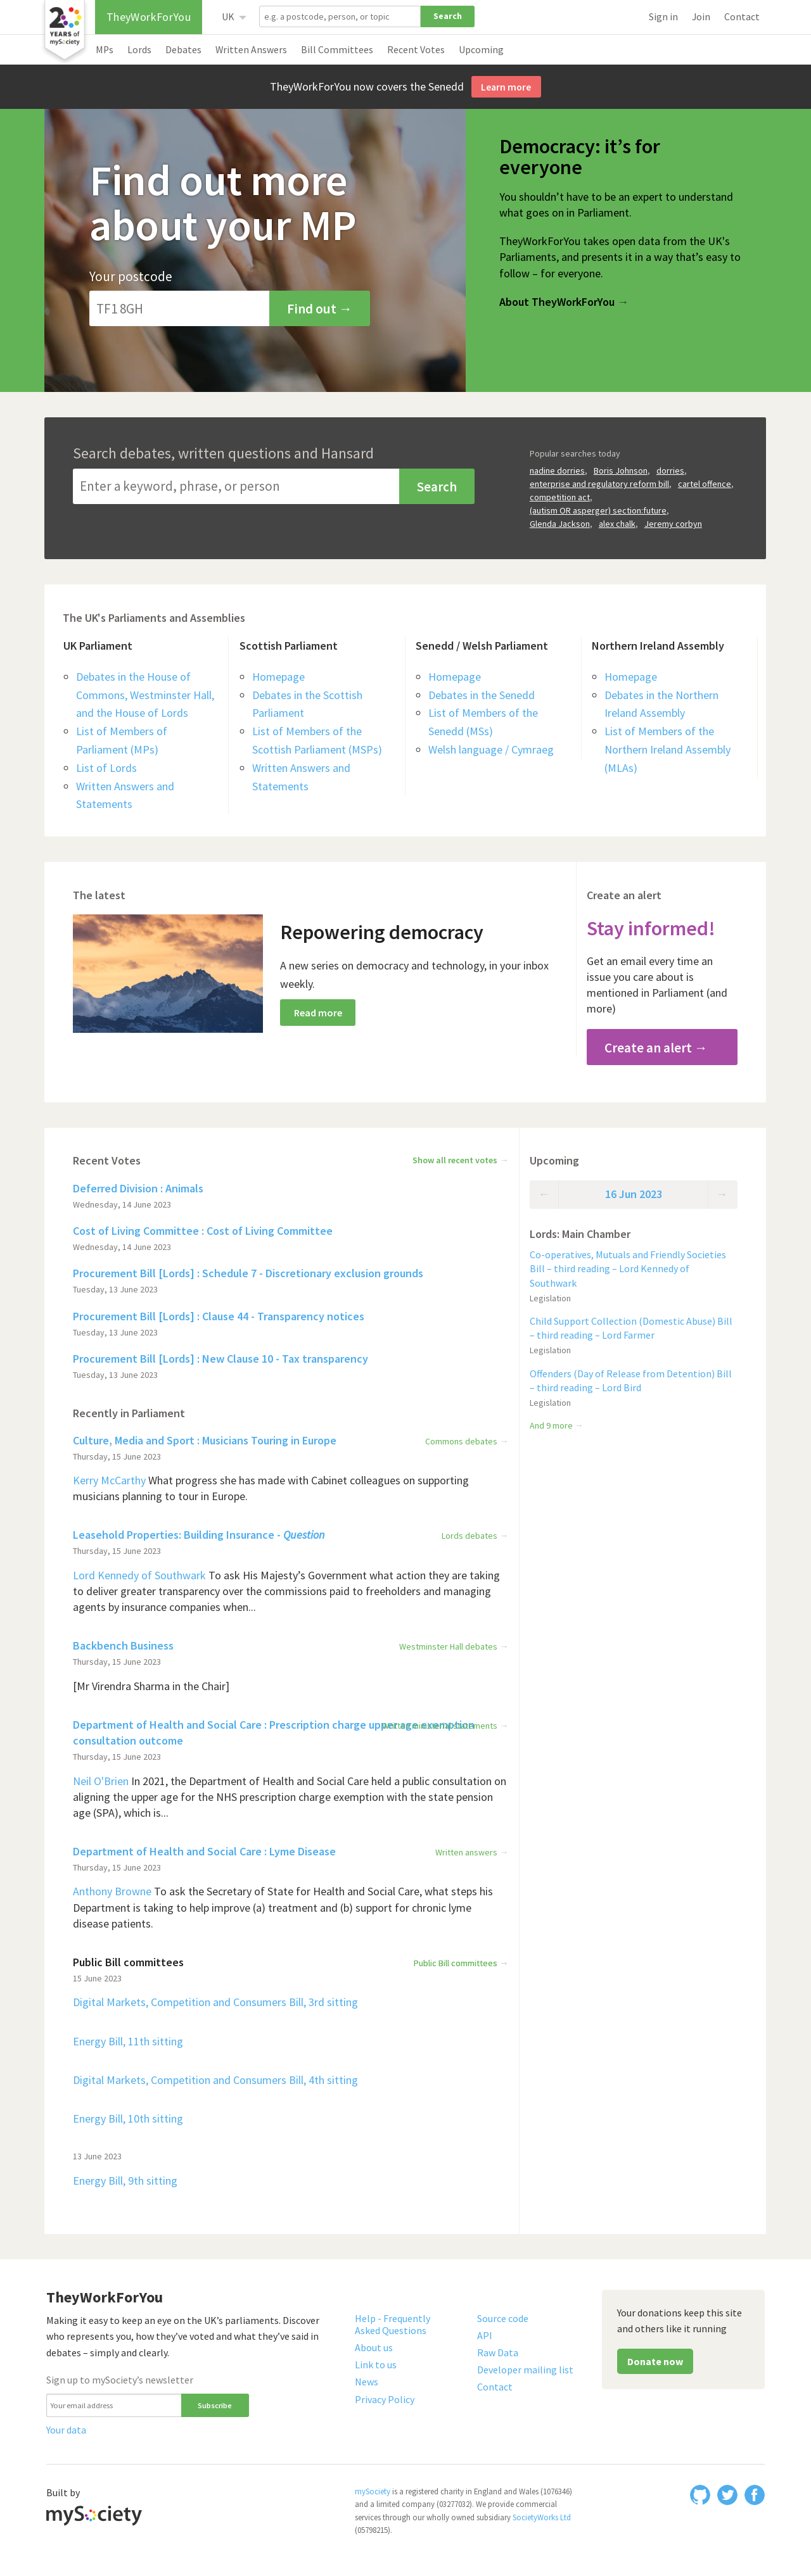 20
YEARS of
mySociety
TheyWorkForYou
UK
e.g. a postcode, person, or topic
Search
Sign in
Join
Contact
MPs
Lords
Debates
Written Answers
Bill Committees
Recent Votes
Upcoming
TheyWorkForYou now covers the Senedd
Learn more
Find out more
about your MP
Your postcode
TF1 8GH
Find out →
Democracy: it’s for
everyone
You shouldn’t have to be an expert to understand
what goes on in Parliament.
TheyWorkForYou takes open data from the UK's
Parliaments, and presents it in a way that’s easy to
follow – for everyone.
About TheyWorkForYou →
Search debates, written questions and Hansard
Enter a keyword, phrase, or person
Search
Popular searches today
nadine dorries, Boris Johnson, dorries,
enterprise and regulatory reform bill, cartel offence,
competition act,
(autism OR asperger) section:future,
Glenda Jackson, alex chalk, Jeremy corbyn
The UK's Parliaments and Assemblies
UK Parliament
Debates in the House of
Commons, Westminster Hall,
and the House of Lords
List of Members of
Parliament (MPs)
List of Lords
Written Answers and
Statements
Scottish Parliament
Homepage
Debates in the Scottish
Parliament
List of Members of the
Scottish Parliament (MSPs)
Written Answers and
Statements
Senedd / Welsh Parliament
Homepage
Debates in the Senedd
List of Members of the
Senedd (MSs)
Welsh language / Cymraeg
Northern Ireland Assembly
Homepage
Debates in the Northern
Ireland Assembly
List of Members of the
Northern Ireland Assembly
(MLAs)
The latest
Repowering democracy
A new series on democracy and technology, in your inbox
weekly.
Read more
Create an alert
Stay informed!
Get an email every time an
issue you care about is
mentioned in Parliament (and
more)
Create an alert →
Recent Votes
Show all recent votes →
Deferred Division : Animals
Wednesday, 14 June 2023
Cost of Living Committee : Cost of Living Committee
Wednesday, 14 June 2023
Procurement Bill [Lords] : Schedule 7 - Discretionary exclusion grounds
Tuesday, 13 June 2023
Procurement Bill [Lords] : Clause 44 - Transparency notices
Tuesday, 13 June 2023
Procurement Bill [Lords] : New Clause 10 - Tax transparency
Tuesday, 13 June 2023
Recently in Parliament
Culture, Media and Sport : Musicians Touring in Europe
Commons debates →
Thursday, 15 June 2023
Kerry McCarthy What progress she has made with Cabinet colleagues on supporting
musicians planning to tour in Europe.
Leasehold Properties: Building Insurance - Question
Lords debates →
Thursday, 15 June 2023
Lord Kennedy of Southwark To ask His Majesty’s Government what action they are taking
to deliver greater transparency over the commissions paid to freeholders and managing
agents by insurance companies when...
Backbench Business
Westminster Hall debates →
Thursday, 15 June 2023
[Mr Virendra Sharma in the Chair]
Department of Health and Social Care : Prescription charge upper age exemption
consultation outcome
Written ministerial statements →
Thursday, 15 June 2023
Neil O'Brien In 2021, the Department of Health and Social Care held a public consultation on
aligning the upper age for the NHS prescription charge exemption with the state pension
age (SPA), which is...
Department of Health and Social Care : Lyme Disease
Written answers →
Thursday, 15 June 2023
Anthony Browne To ask the Secretary of State for Health and Social Care, what steps his
Department is taking to help improve (a) treatment and (b) support for chronic lyme
disease patients.
Public Bill committees
Public Bill committees →
15 June 2023
Digital Markets, Competition and Consumers Bill, 3rd sitting
Energy Bill, 11th sitting
Digital Markets, Competition and Consumers Bill, 4th sitting
Energy Bill, 10th sitting
13 June 2023
Energy Bill, 9th sitting
Upcoming
← 16 Jun 2023 →
Lords: Main Chamber
Co-operatives, Mutuals and Friendly Societies
Bill – third reading – Lord Kennedy of
Southwark
Legislation
Child Support Collection (Domestic Abuse) Bill
– third reading – Lord Farmer
Legislation
Offenders (Day of Release from Detention) Bill
– third reading – Lord Bird
Legislation
And 9 more →
TheyWorkForYou
Making it easy to keep an eye on the UK’s parliaments. Discover
who represents you, how they’ve voted and what they’ve said in
debates – simply and clearly.
Sign up to mySociety’s newsletter
Your email address
Subscribe
Your data
Help - Frequently
Asked Questions
About us
Link to us
News
Privacy Policy
Source code
API
Raw Data
Developer mailing list
Contact
Your donations keep this site
and others like it running
Donate now
Built by
mySociety
mySociety is a registered charity in England and Wales (1076346)
and a limited company (03277032). We provide commercial
services through our wholly owned subsidiary SocietyWorks Ltd
(05798215).